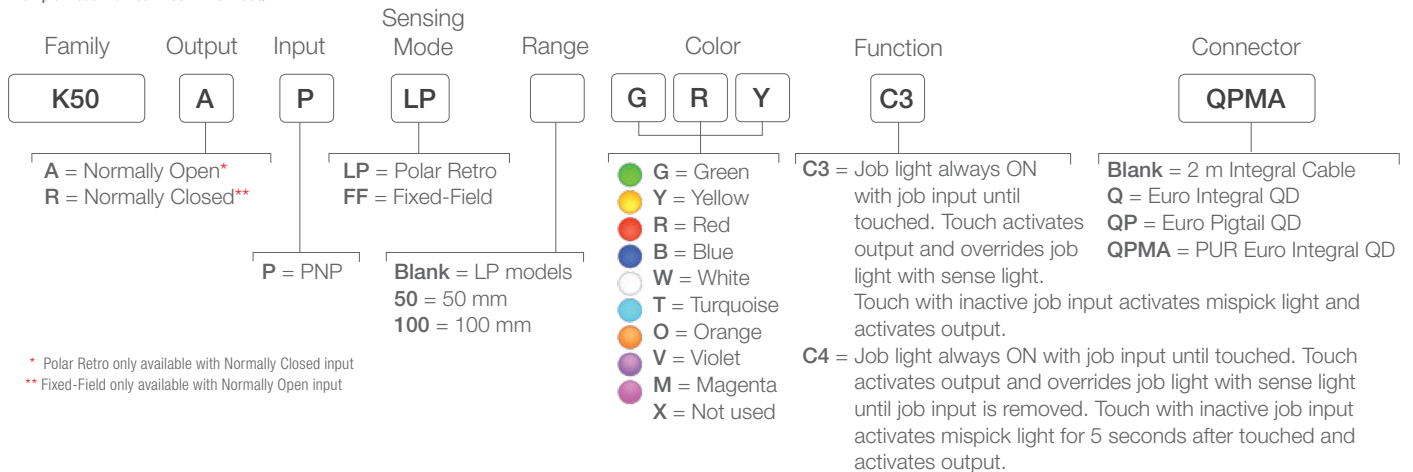 Family Output Input Sensing Mode Range Color Function Connector
K50 A P LP G R Y C3 QPMA
A = Normally Open*
R = Normally Closed**
P = PNP
LP = Polar Retro
FF = Fixed-Field
Blank = LP models
50 = 50 mm
100 = 100 mm
G = Green
Y = Yellow
R = Red
B = Blue
W = White
T = Turquoise
O = Orange
V = Violet
M = Magenta
X = Not used
C3 = Job light always ON
with job input until
touched. Touch activates
output and overrides job
light with sense light.
Touch with inactive job input activates mispick light and
activates output.
C4 = Job light always ON with job input until touched. Touch
activates output and overrides job light with sense light
until job input is removed. Touch with inactive job input
activates mispick light for 5 seconds after touched and
activates output.
Blank = 2 m Integral Cable
Q = Euro Integral QD
QP = Euro Pigtail QD
QPMA = PUR Euro Integral QD
* Polar Retro only available with Normally Closed input
** Fixed-Field only available with Normally Open input